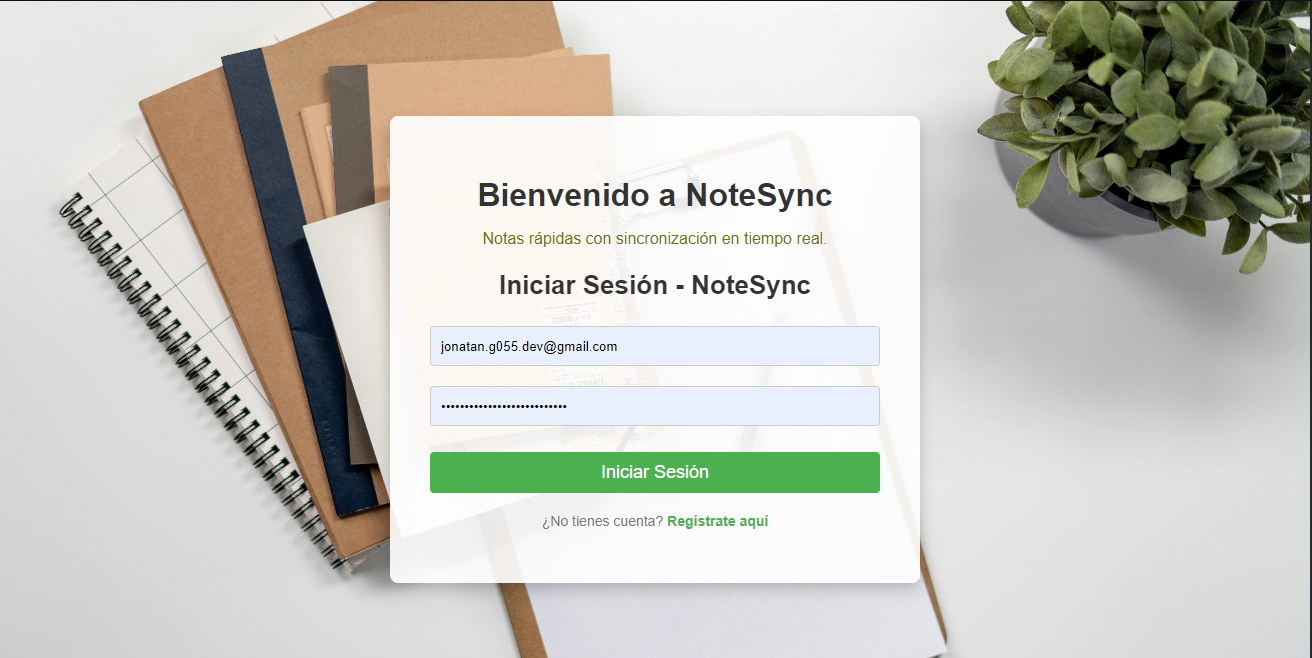 Bienvenido a NoteSync
Notas rápidas con sincronización en tiempo real.
Iniciar Sesión - NoteSync
jonatan.g055.dev@gmail.com
•••••••••••••••••••••••••••
Iniciar Sesión
¿No tienes cuenta? Regístrate aquí